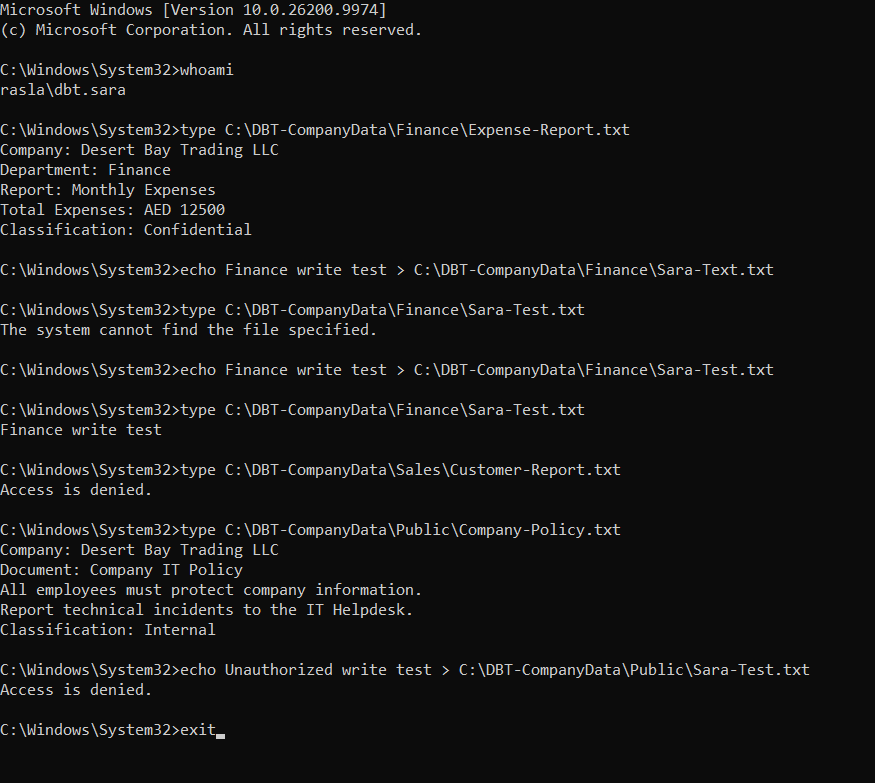 Microsoft Windows [Version 10.0.26200.9974]
(c) Microsoft Corporation. All rights reserved.
C:\Windows\System32>whoami
rasla\dbt.sara
C:\Windows\System32>type C:\DBT-CompanyData\Finance\Expense-Report.txt
Company: Desert Bay Trading LLC
Department: Finance
Report: Monthly Expenses
Total Expenses: AED 12500
Classification: Confidential
C:\Windows\System32>echo Finance write test > C:\DBT-CompanyData\Finance\Sara-Text.txt
C:\Windows\System32>type C:\DBT-CompanyData\Finance\Sara-Test.txt
The system cannot find the file specified.
C:\Windows\System32>echo Finance write test > C:\DBT-CompanyData\Finance\Sara-Test.txt
C:\Windows\System32>type C:\DBT-CompanyData\Finance\Sara-Test.txt
Finance write test
C:\Windows\System32>type C:\DBT-CompanyData\Sales\Customer-Report.txt
Access is denied.
C:\Windows\System32>type C:\DBT-CompanyData\Public\Company-Policy.txt
Company: Desert Bay Trading LLC
Document: Company IT Policy
All employees must protect company information.
Report technical incidents to the IT Helpdesk.
Classification: Internal
C:\Windows\System32>echo Unauthorized write test > C:\DBT-CompanyData\Public\Sara-Test.txt
Access is denied.
C:\Windows\System32>exit